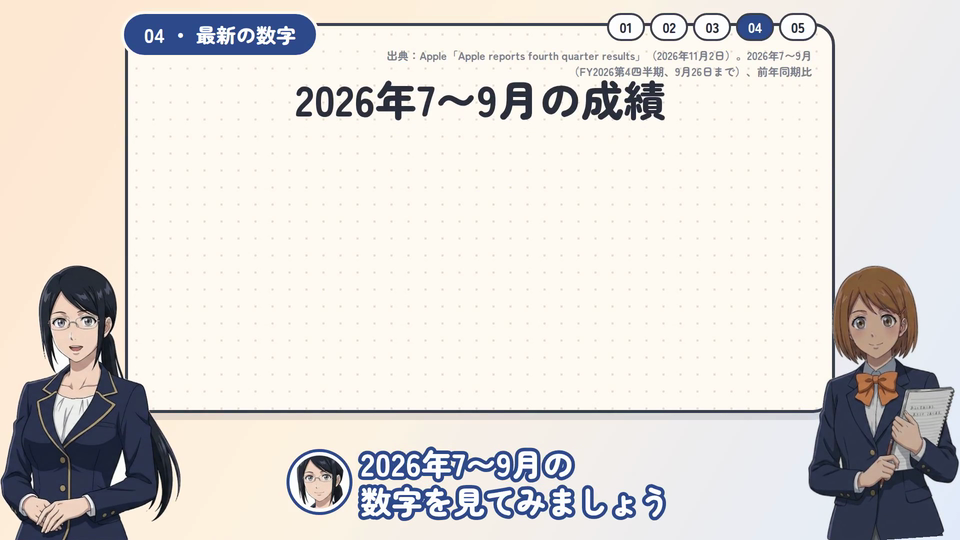 04 ・ 最新の数字
01 02 03 04 05
出典：Apple「Apple reports fourth quarter results」（2026年11月2日）。2026年7〜9月
（FY2026第4四半期、9月26日まで）、前年同期比
2026年7〜9月の成績
2026年7〜9月の
数字を見てみましょう